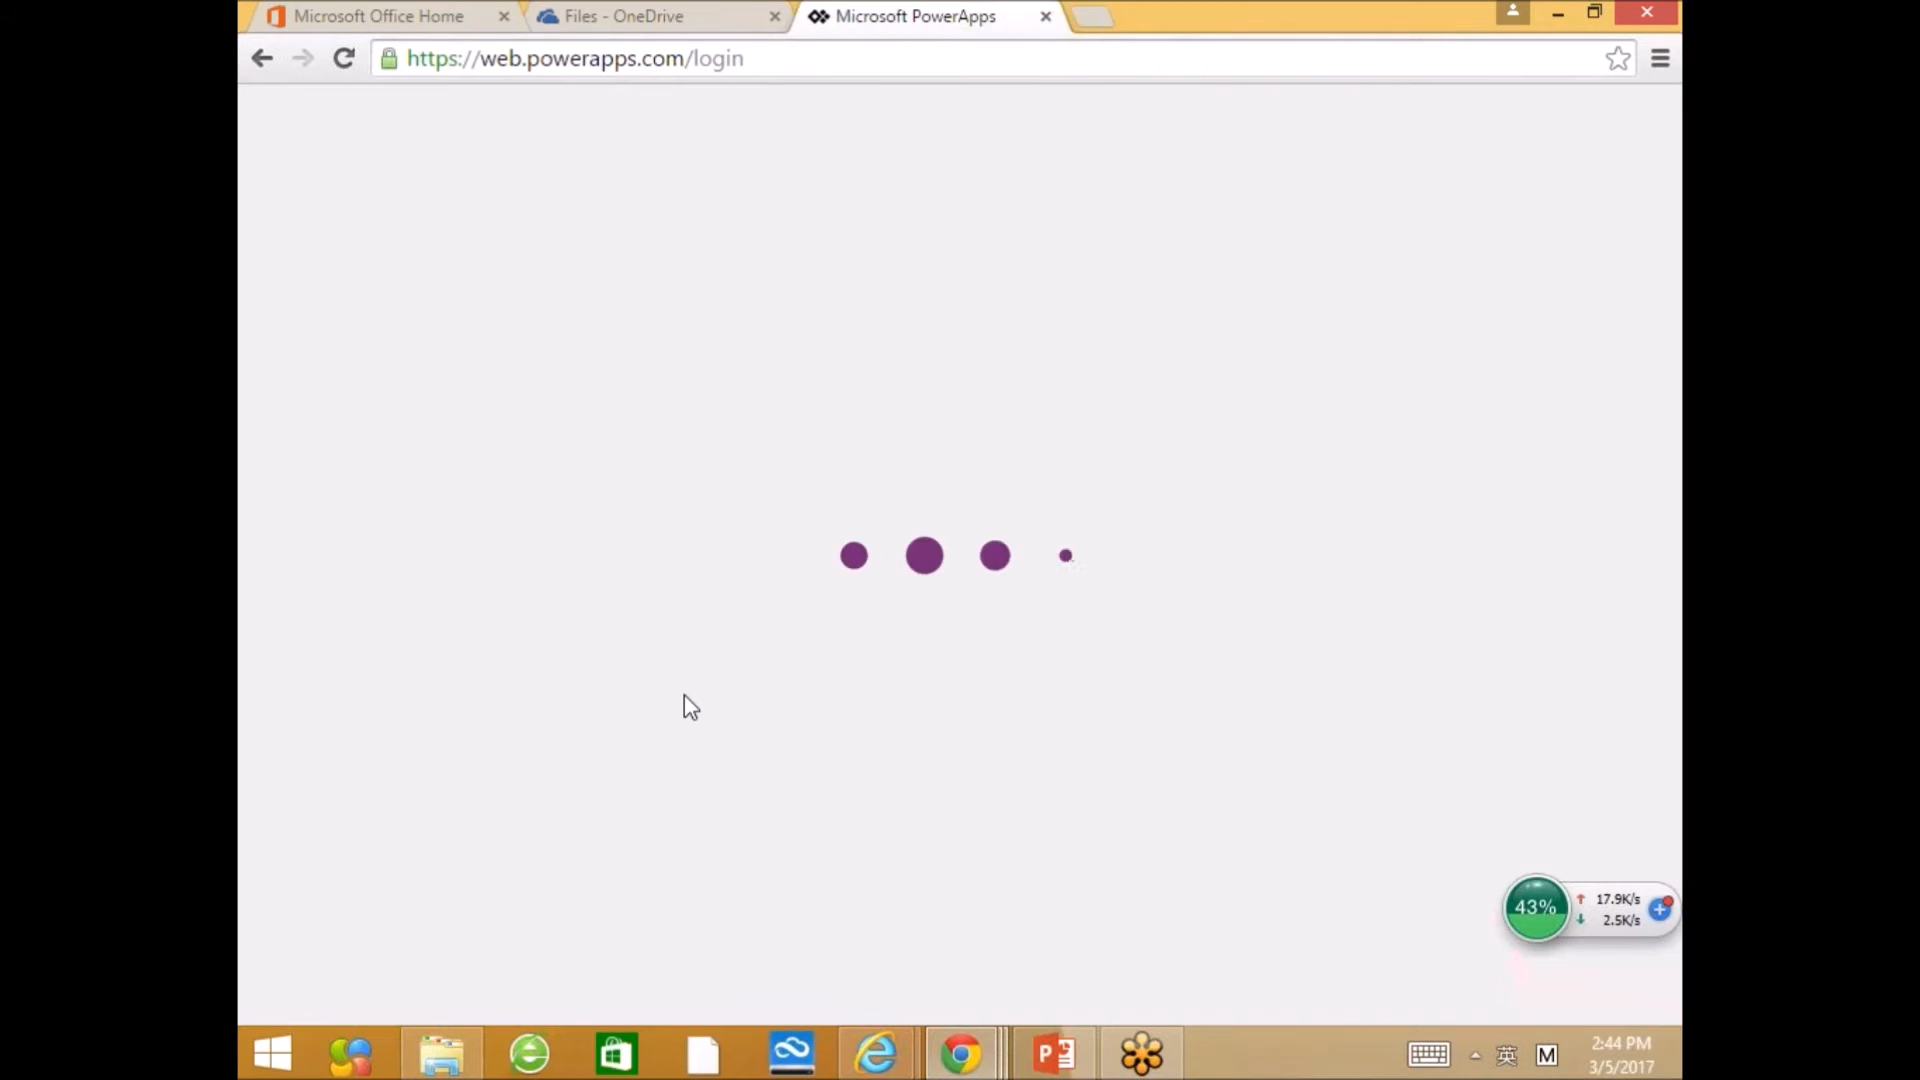 Microsoft Office Home
Files - OneDrive
Microsoft PowerApps
https://web.powerapps.com/login
43%
17.9K/s
2.5K/s
英
M
2:44 PM
3/5/2017